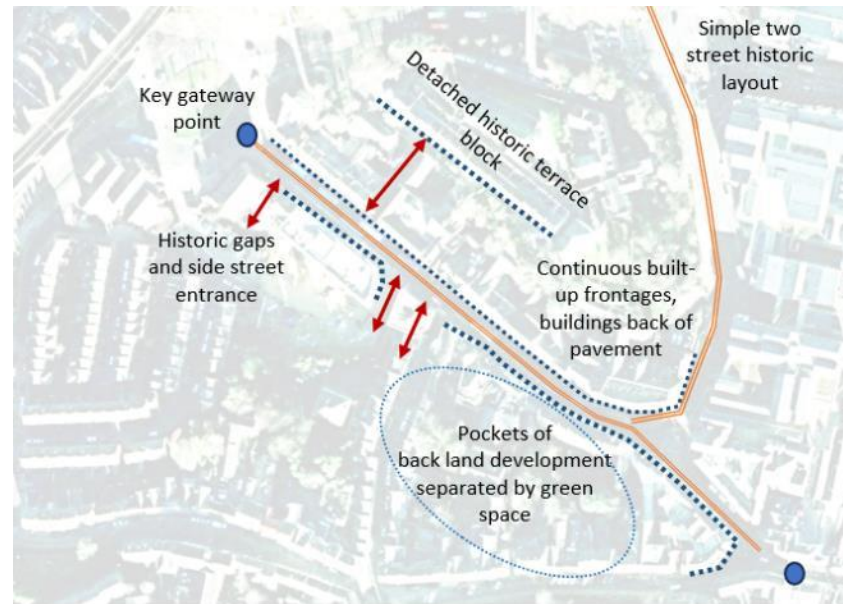 Simple two
street historic
layout
Key gateway
point
Detached historic terrace
block
Historic gaps
and side street
entrance
Continuous built-
up frontages,
buildings back of
pavement
Pockets of
back land development
separated by green
space